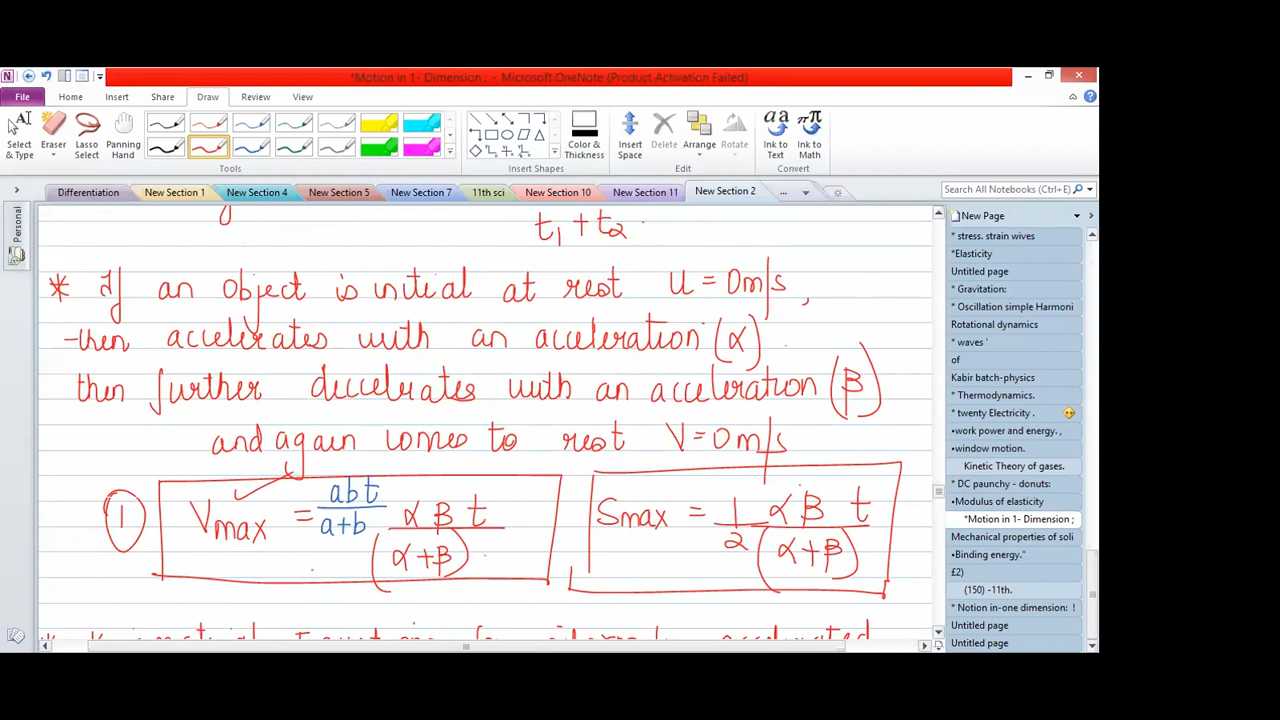 *Motion in 1- Dimension ; - Microsoft OneNote (Product Activation Failed)
File Home Insert Share Draw Review View
Select & Type
Eraser
Lasso Select
Panning Hand
Color & Thickness
Insert Space
Delete
Arrange
Rotate
Ink to Text
Ink to Math
Tools
Insert Shapes
Edit
Convert
Differentiation New Section 1 New Section 4 New Section 5 New Section 7 11th sci New Section 10 New Section 11 New Section 2 ...
Search All Notebooks (Ctrl+E)
Personal
t₁ + t₂
* If an object is initial at rest u = 0m/s,
then accelerates with an acceleration (α)
then further deccelrates with an acceleration (β)
and again comes to rest V = 0m/s
① Vmax = abt/a+b αβt/(α+β)
Smax = 1/2 αβt/(α+β)
New Page
* stress. strain wives
*Elasticity
Untitled page
* Gravitation:
* Oscillation simple Harmoni
Rotational dynamics
* waves '
of
Kabir batch-physics
* Thermodynamics.
* twenty Electricity .
•work power and energy. ,
•window motion.
Kinetic Theory of gases.
* DC paunchy - donuts:
•Modulus of elasticity
*Motion in 1- Dimension ;
Mechanical properties of soli
•Binding energy."
£2)
(150) -11th.
* Notion in-one dimension: !
Untitled page
Untitled page